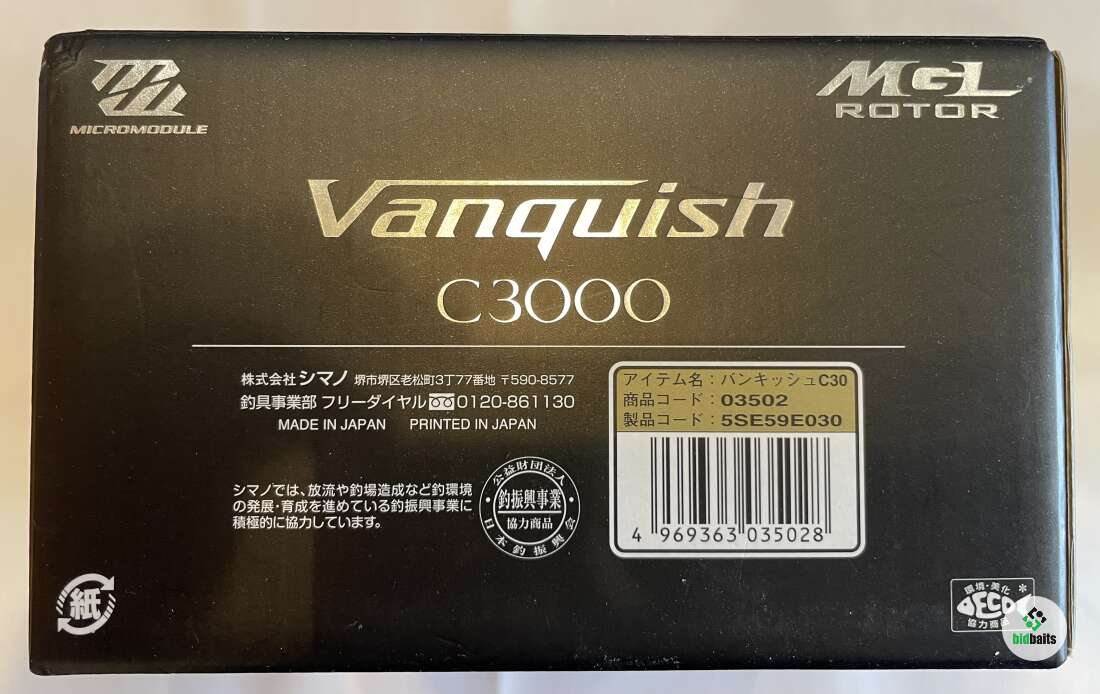 MICROMODULE
MGL
ROTOR
Vanquish
C3000
株式会社 シマノ 堺市堺区老松町3丁77番地 〒590-8577
釣具事業部 フリーダイヤル 0120-861130
MADE IN JAPAN PRINTED IN JAPAN
シマノでは、放流や釣場造成など釣環境
の発展・育成を進めている釣振興事業に
積極的に協力しています。
公益財団法人
釣振興事業
協力商品
日本釣振興会
アイテム名：バンキッシュC30
商品コード：03502
製品コード：5SE59E030
4 969363 035028
紙
環境・美化
協力商品
bidbaits